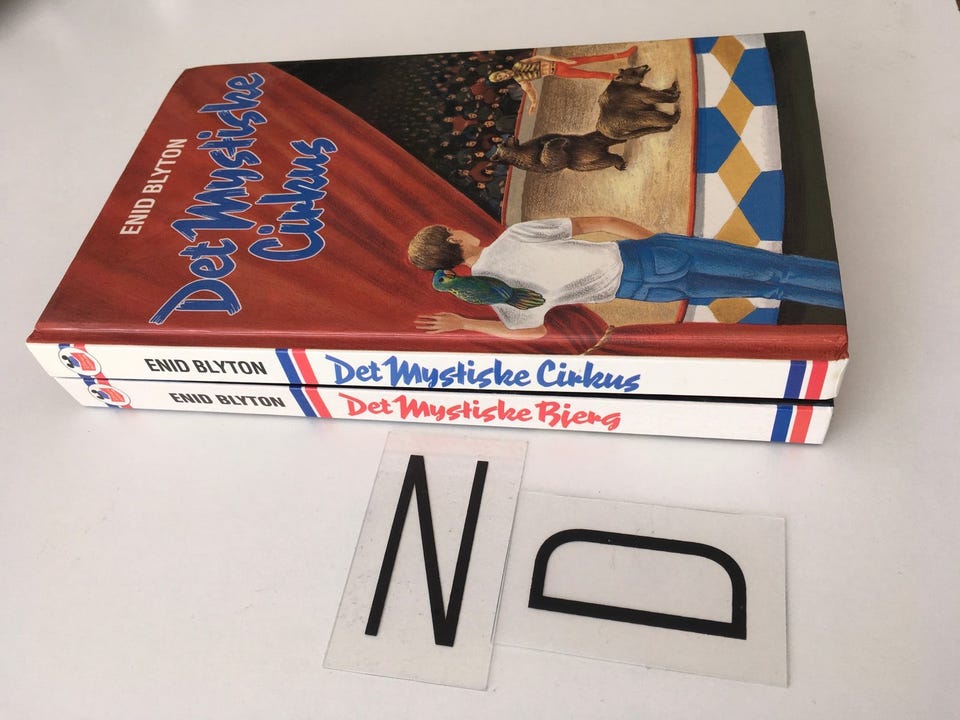 ENID BLYTON
Det Mystiske
Cirkus
ENID BLYTON Det Mystiske Cirkus
ENID BLYTON Det Mystiske Bjerg
N D